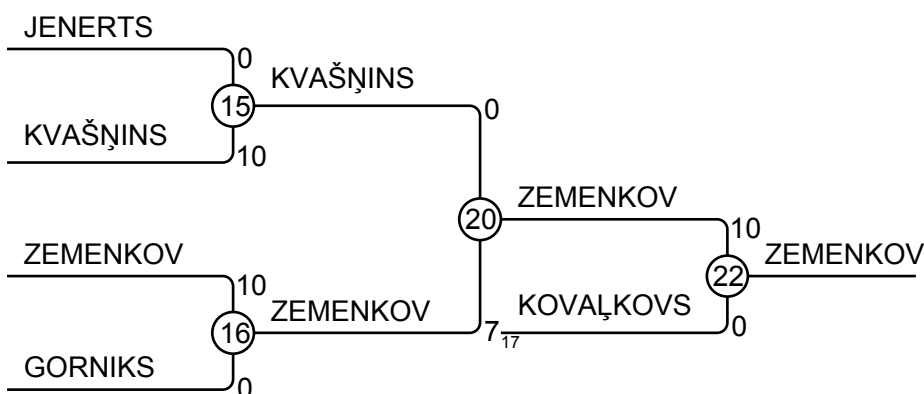 JENERTS
0
15
KVAŠŅINS
0
KVAŠŅINS
10
20
ZEMENKOV
10
22
ZEMENKOV
ZEMENKOV
10
16
ZEMENKOV
7
17
KOVAĻKOVS
0
GORNIKS
0